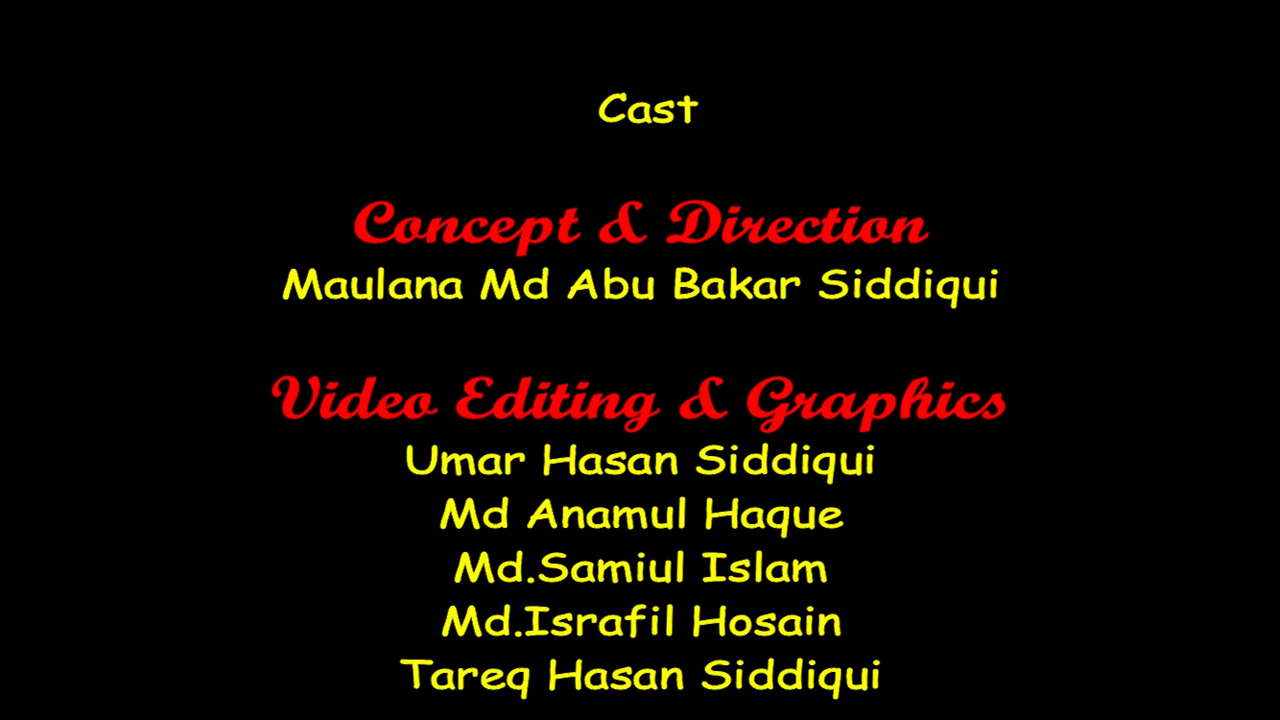 Cast
Concept & Direction
Maulana Md Abu Bakar Siddiqui
Video Editing & Graphics
Umar Hasan Siddiqui
Md Anamul Haque
Md.Samiul Islam
Md.Israfil Hosain
Tareq Hasan Siddiqui